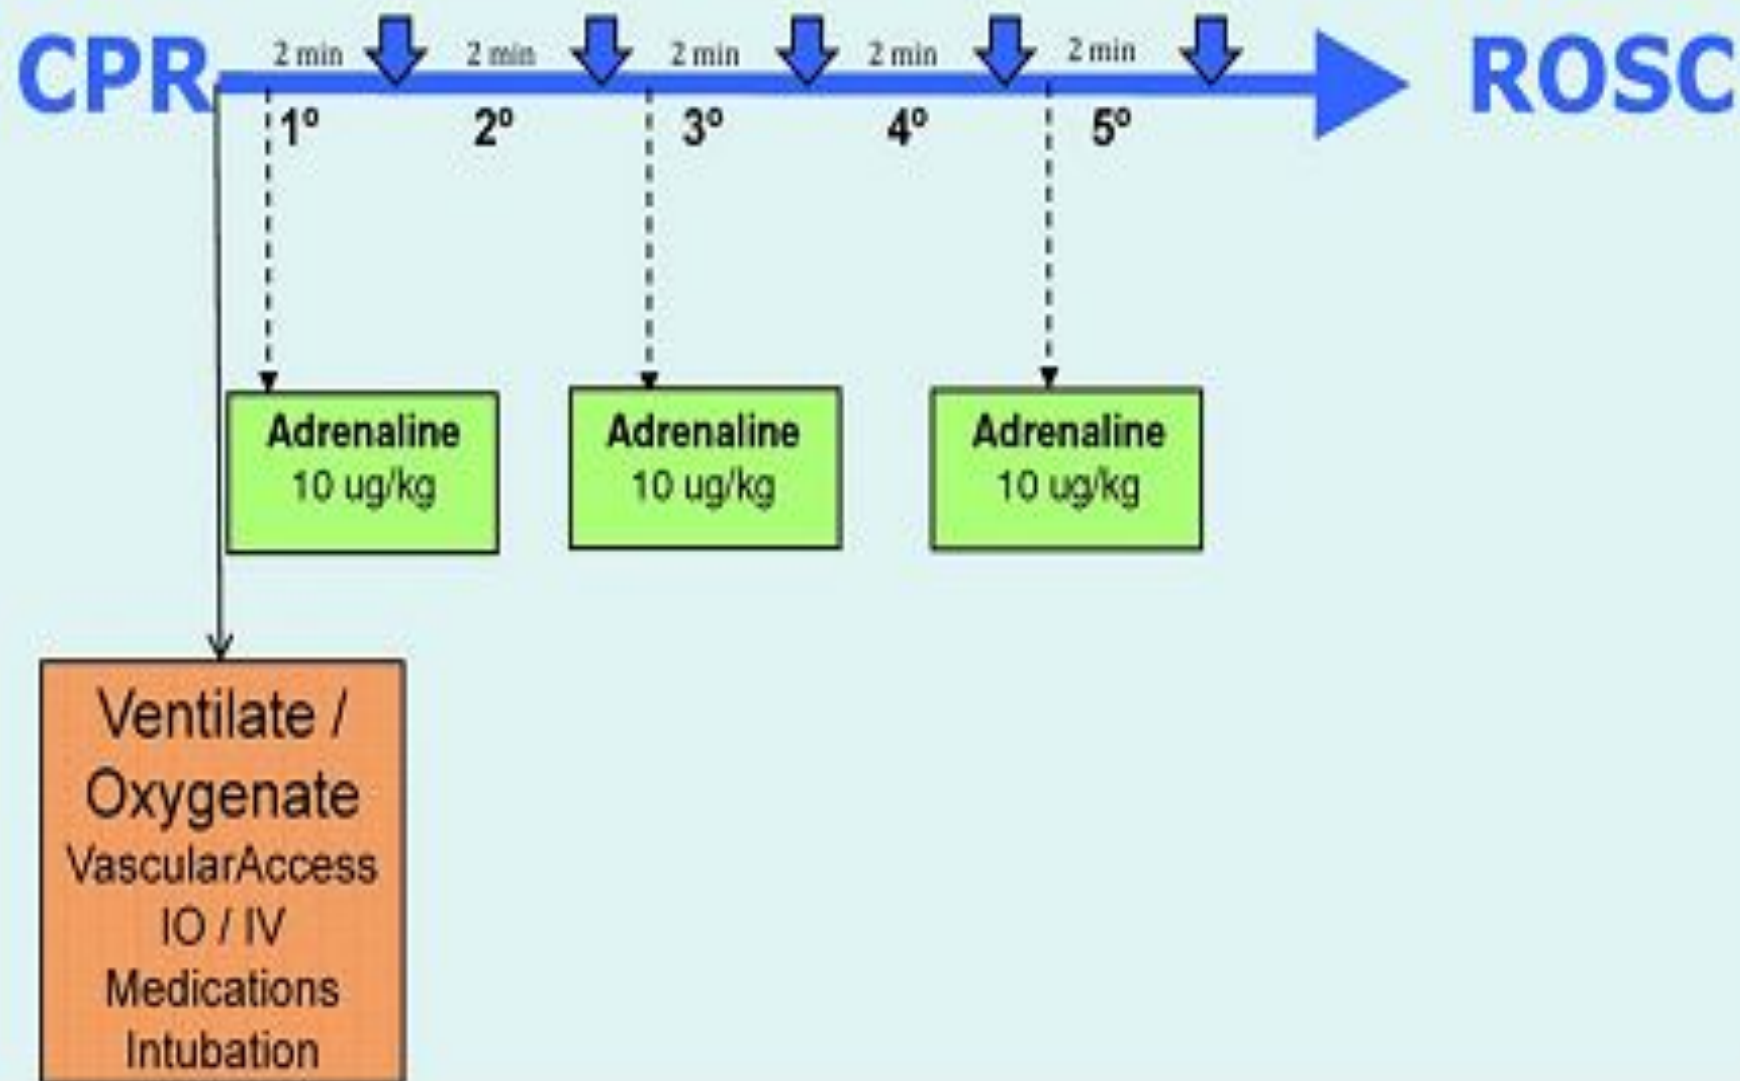 CPR 2 min 2 min 2 min 2 min 2 min ROSC
1º 2º 3º 4º 5º
Adrenaline
10 ug/kg
Adrenaline
10 ug/kg
Adrenaline
10 ug/kg
Ventilate /
Oxygenate
VascularAccess
IO / IV
Medications
Intubation